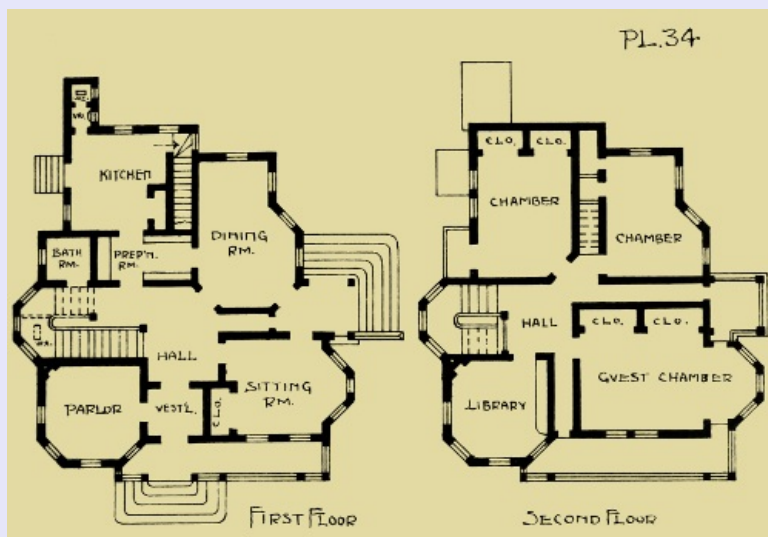 PL.34
KITCHEN
DINING
RM.
BATH
RM.
PREP'N.
RM.
HALL
PARLOR
VEST'L.
CLO.
SITTING
RM.
FIRST FLOOR
CLO.
CLO.
CHAMBER
CHAMBER
HALL
CLO.
CLO.
LIBRARY
GVEST CHAMBER
SECOND FLOOR